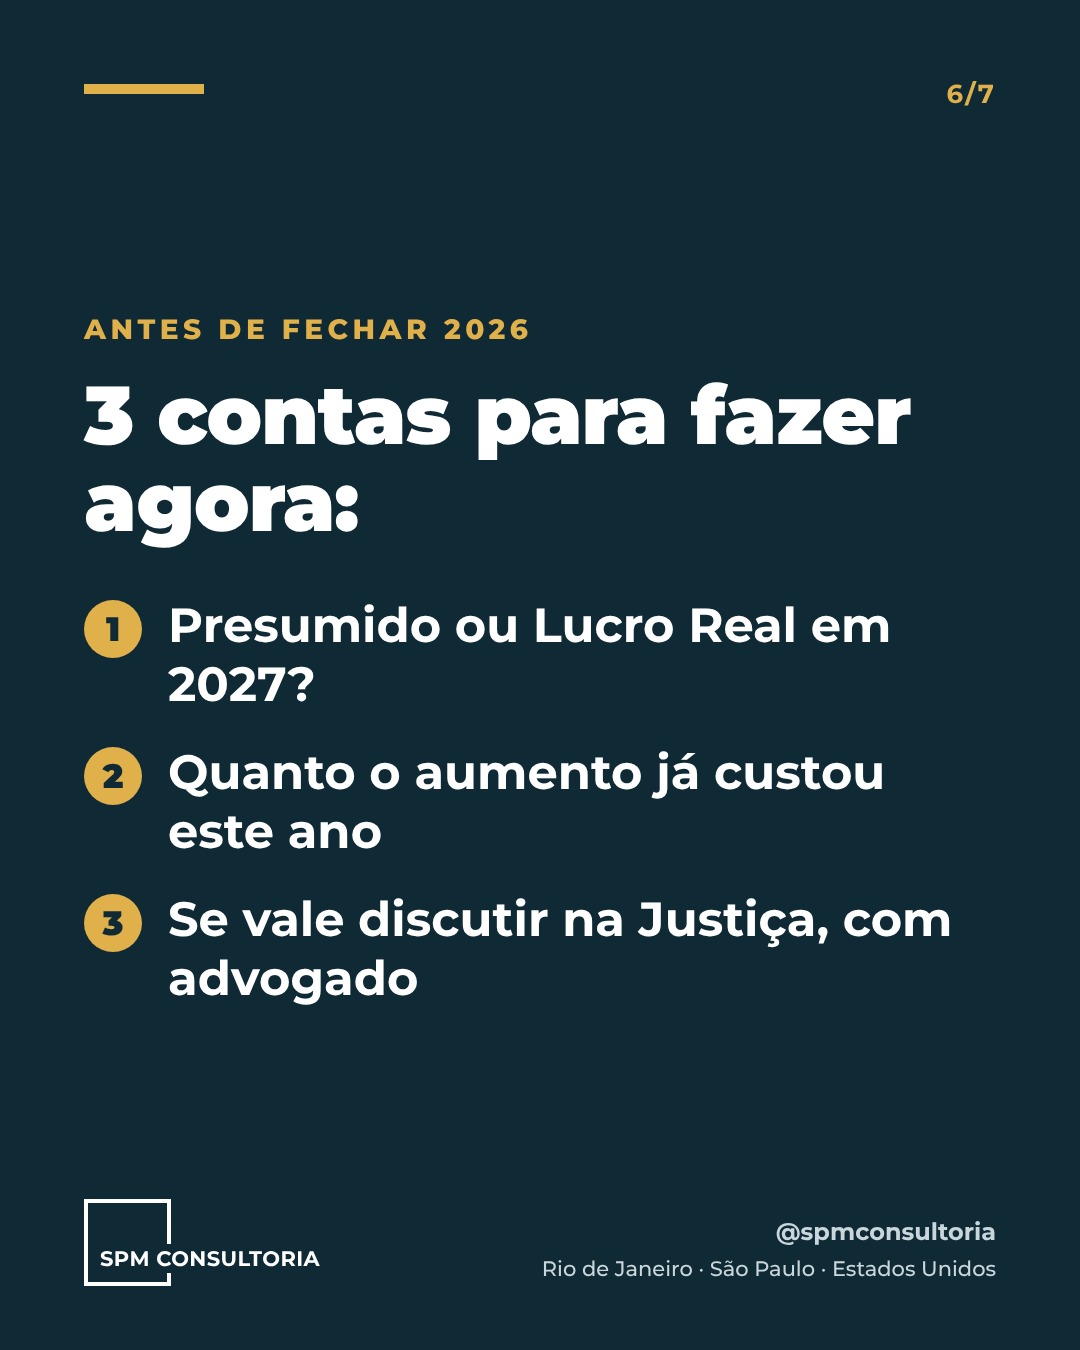 6/7
ANTES DE FECHAR 2026
3 contas para fazer
agora:
1 Presumido ou Lucro Real em
2027?
2 Quanto o aumento já custou
este ano
3 Se vale discutir na Justiça, com
advogado
SPM CONSULTORIA
@spmconsultoria
Rio de Janeiro · São Paulo · Estados Unidos